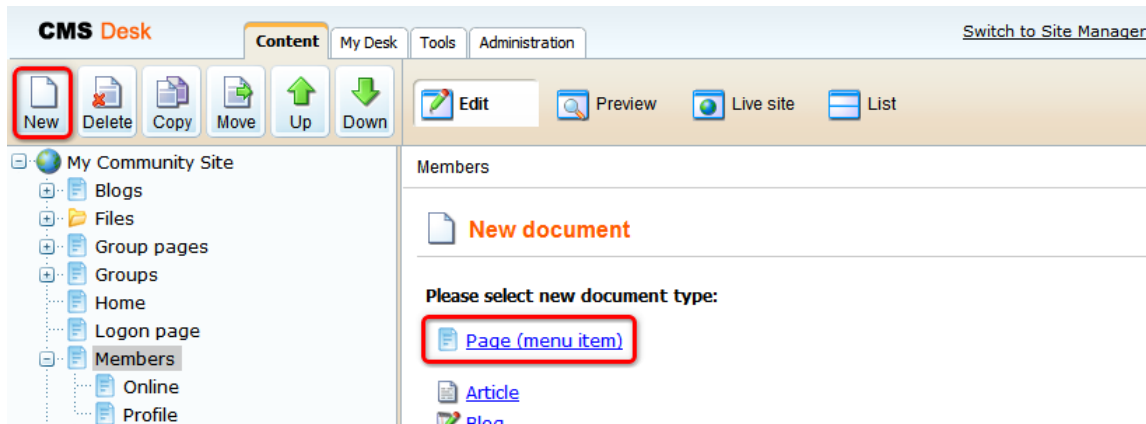 CMS Desk
Content My Desk Tools Administration
Switch to Site Manager
New Delete Copy Move Up Down
Edit Preview Live site List
My Community Site
Blogs
Files
Group pages
Groups
Home
Logon page
Members
Online
Profile
Members
New document
Please select new document type:
Page (menu item)
Article
Blog